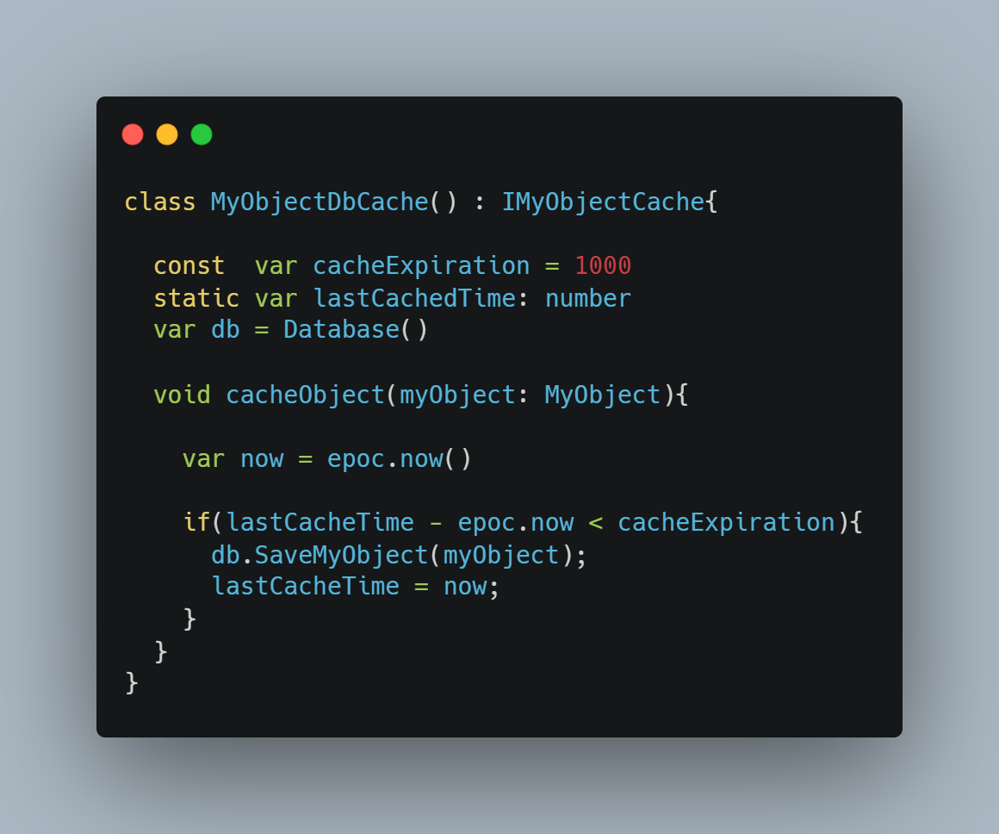 class MyObjectDbCache() : IMyObjectCache{
const  var cacheExpiration = 1000
static var lastCachedTime: number
var db = Database()
void cacheObject(myObject: MyObject){
var now = epoc.now()
if(lastCacheTime - epoc.now < cacheExpiration){
db.SaveMyObject(myObject);
lastCacheTime = now;
}
}
}